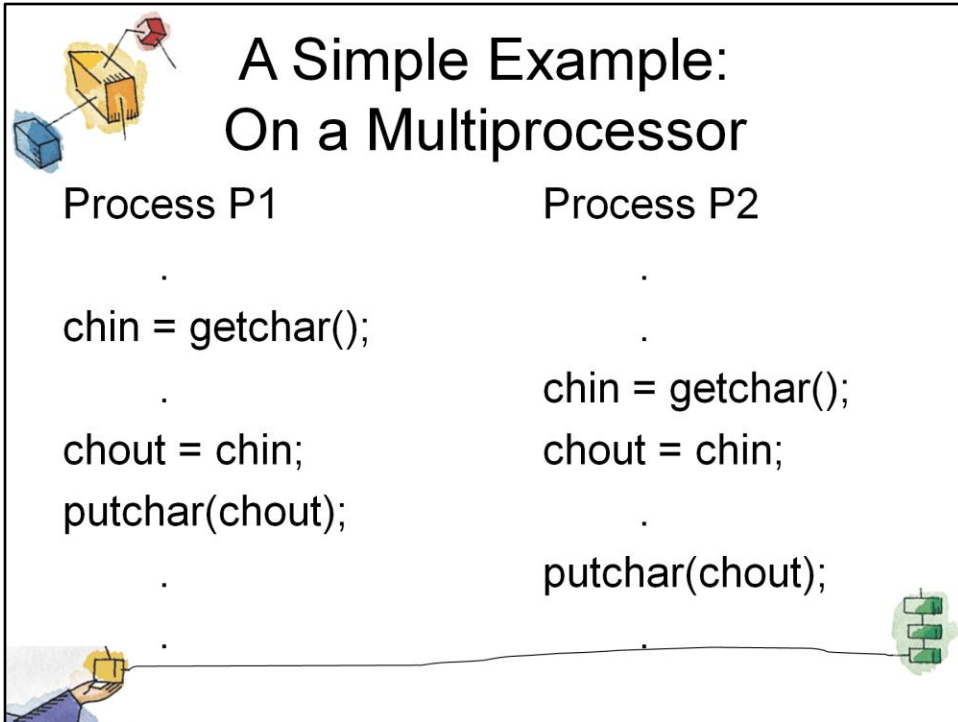 A Simple Example:
On a Multiprocessor
Process P1
.
chin = getchar();
.
chout = chin;
putchar(chout);
.
.
Process P2
.
.
chin = getchar();
chout = chin;
.
putchar(chout);
.